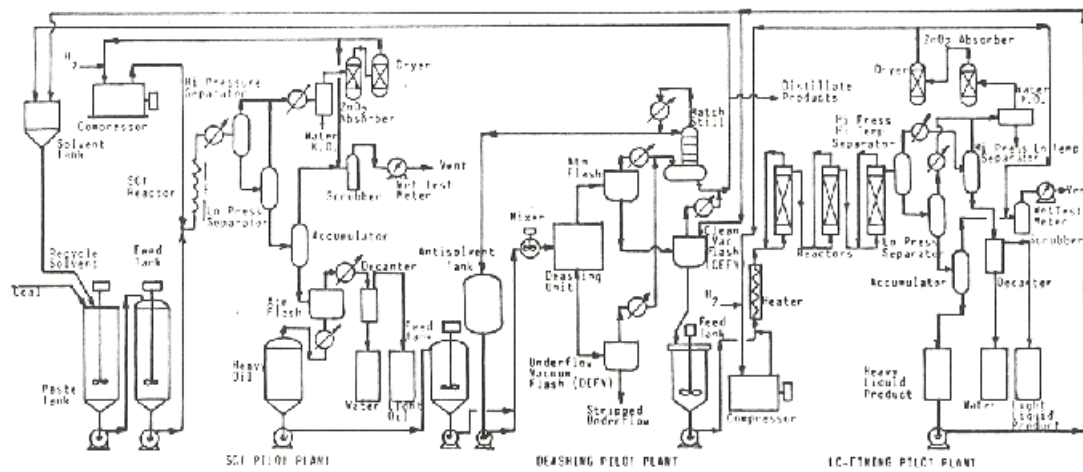 H2
Compressor
Solvent
Tank
Hi Pressure
Separator
Dryer
ZnO2
Absorber
Water
K.O.
SCT
Reactor
Lo Press
Separator
Scrubber
Vent
Wet Test
Meter
Accumulator
Recycle
Solvent
Feed
Tank
Coal
Paste
Tank
Atm
Flash
Decanter
Heavy
Oil
Water
Light
Oil
Feed
Tank
SCT PILOT PLANT
Antisolvent
Tank
Mixer
Deashing
Unit
Atm
Flash
Batch
Still
Distillate
Products
Clean
Vac
Flash
(DEFV)
Underflow
Vacuum
Flash (DEFV)
Stripped
Underflow
Feed
Tank
DEASHING PILOT PLANT
H2
Heater
Compressor
Reactors
Dryer
ZnO2 Absorber
Water
K.O.
Hi Press
Hi Temp
Separator
Hi Press Lo Temp
Separator
Lo Press
Separator
Vent
Wet Test
Meter
Scrubber
Decanter
Accumulator
Heavy
Liquid
Product
Water
Light
Liquid
Product
LC-FINING PILOT PLANT